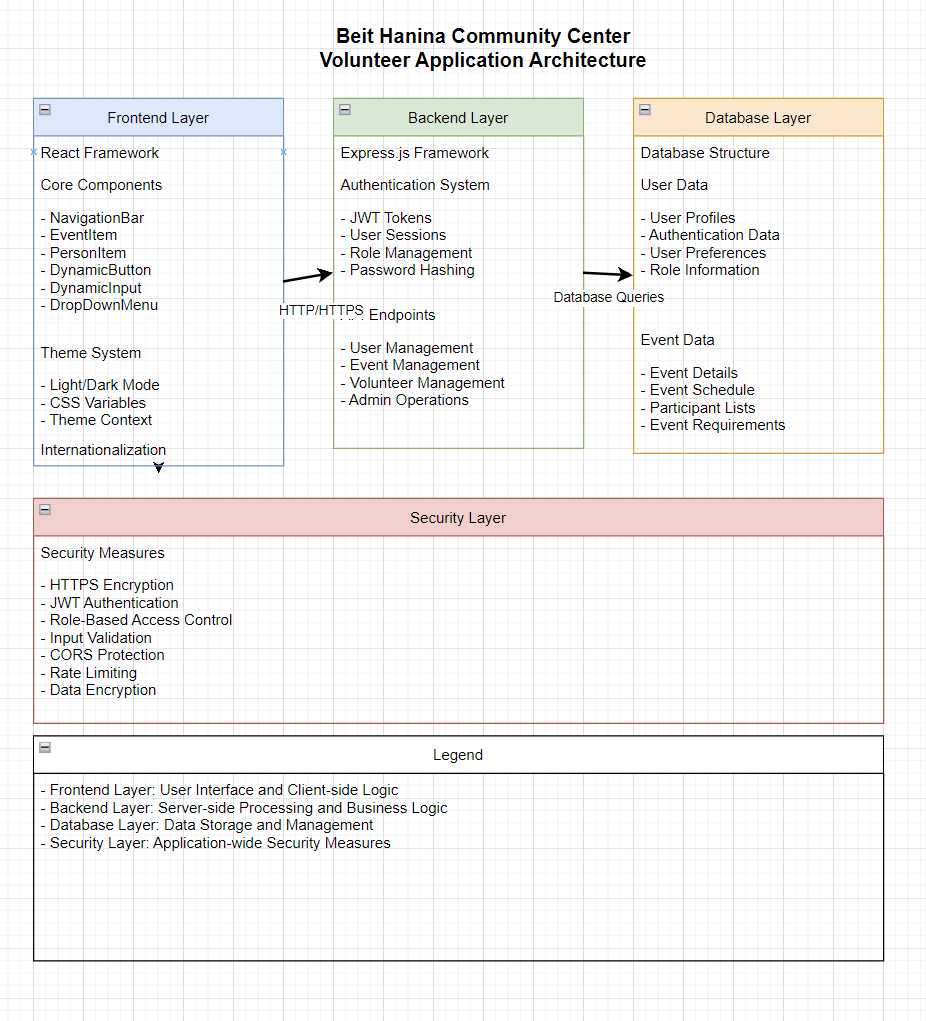 Beit Hanina Community Center
Volunteer Application Architecture
Frontend Layer
React Framework
Core Components
- NavigationBar
- EventItem
- PersonItem
- DynamicButton
- DynamicInput
- DropDownMenu
Theme System
- Light/Dark Mode
- CSS Variables
- Theme Context
Internationalization
HTTP/HTTPS
Backend Layer
Express.js Framework
Authentication System
- JWT Tokens
- User Sessions
- Role Management
- Password Hashing
Endpoints
- User Management
- Event Management
- Volunteer Management
- Admin Operations
Database Queries
Database Layer
Database Structure
User Data
- User Profiles
- Authentication Data
- User Preferences
- Role Information
Event Data
- Event Details
- Event Schedule
- Participant Lists
- Event Requirements
Security Layer
Security Measures
- HTTPS Encryption
- JWT Authentication
- Role-Based Access Control
- Input Validation
- CORS Protection
- Rate Limiting
- Data Encryption
Legend
- Frontend Layer: User Interface and Client-side Logic
- Backend Layer: Server-side Processing and Business Logic
- Database Layer: Data Storage and Management
- Security Layer: Application-wide Security Measures